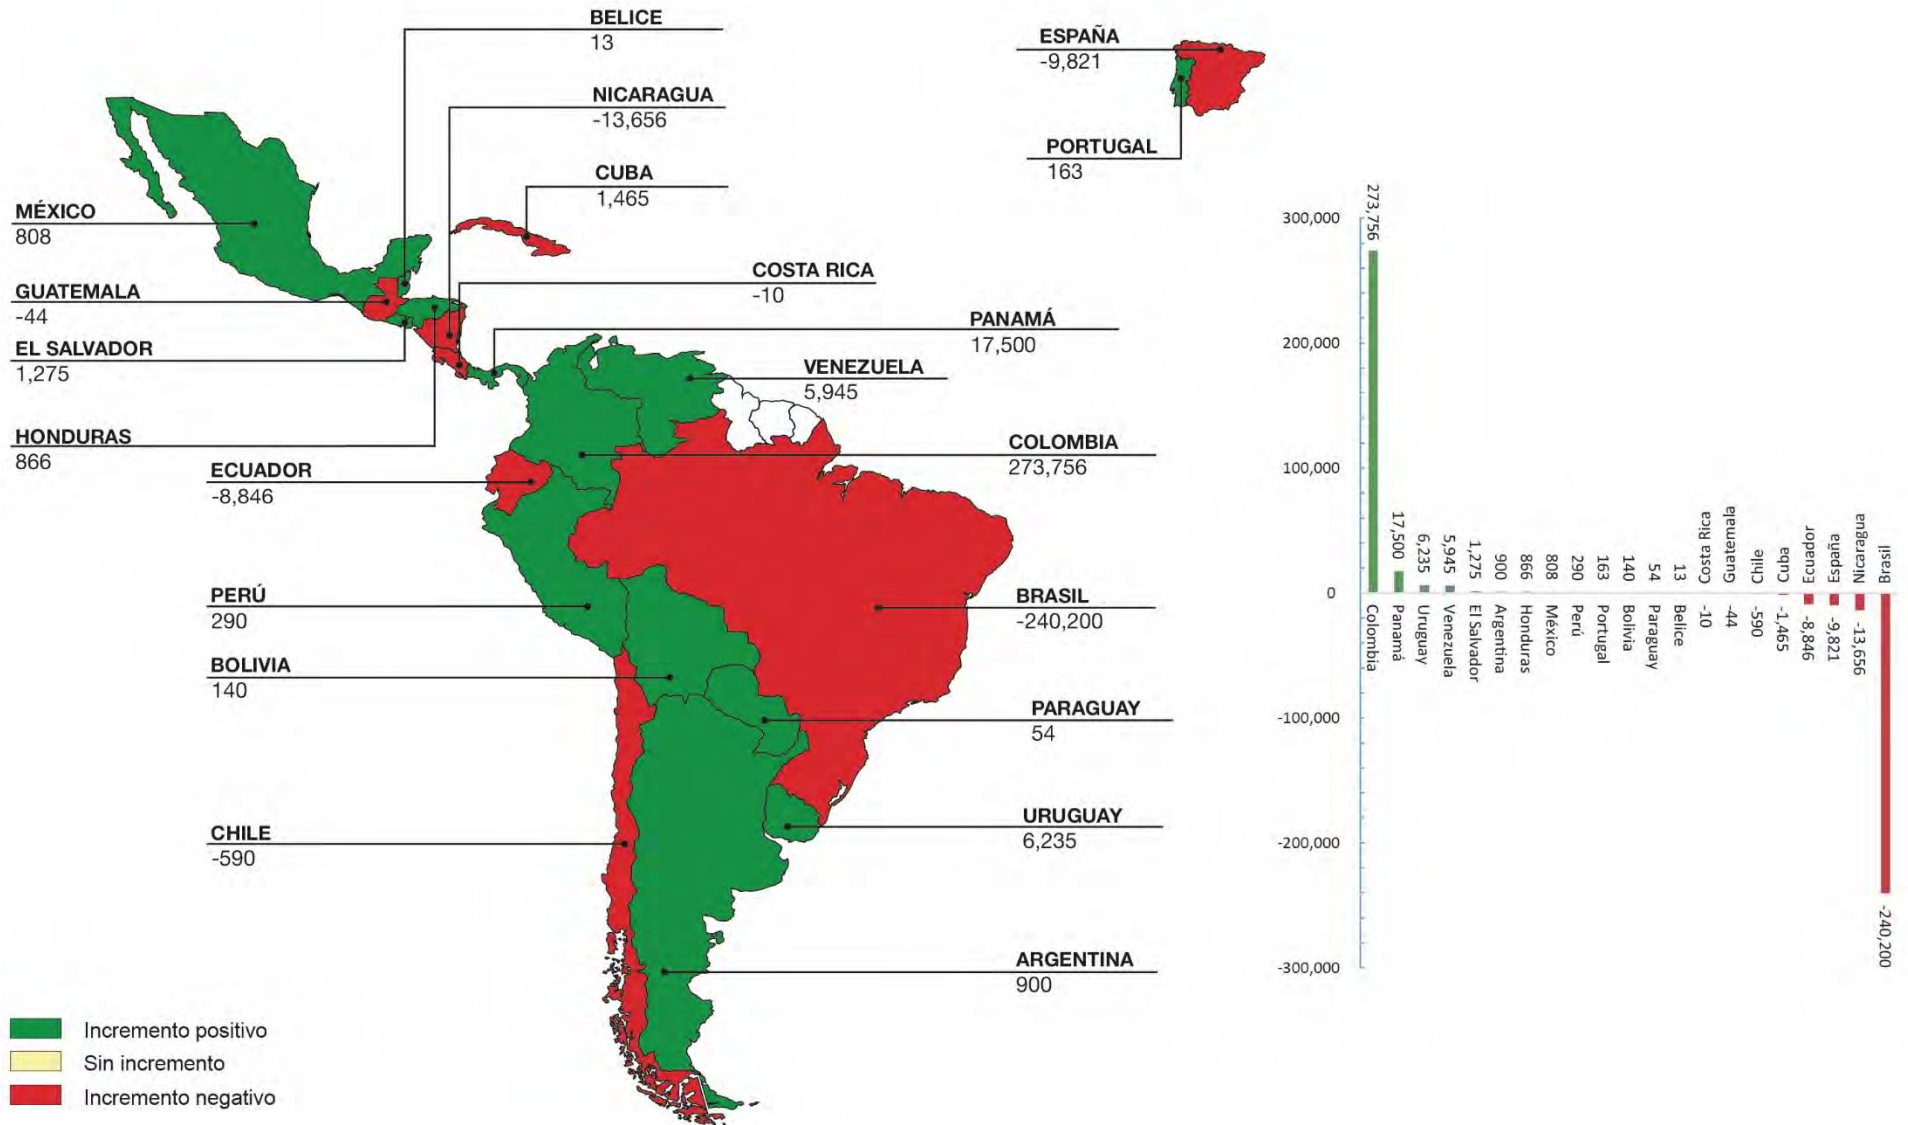 BELICE
13
NICARAGUA
-13,656
CUBA
1,465
MÉXICO
808
GUATEMALA
-44
EL SALVADOR
1,275
HONDURAS
866
COSTA RICA
-10
PANAMÁ
17,500
VENEZUELA
5,945
COLOMBIA
273,756
ECUADOR
-8,846
PERÚ
290
BRASIL
-240,200
BOLIVIA
140
PARAGUAY
54
URUGUAY
6,235
CHILE
-590
ARGENTINA
900
ESPAÑA
-9,821
PORTUGAL
163
Incremento positivo
Sin incremento
Incremento negativo
300,000
200,000
100,000
0
-100,000
-200,000
-300,000
273,756
Colombia
17,500
Panamá
6,235
Uruguay
5,945
Venezuela
1,275
El Salvador
900
Argentina
866
Honduras
808
México
290
Perú
163
Portugal
140
Bolivia
54
Paraguay
13
Belice
Costa Rica
-10
Guatemala
-44
Chile
-590
Cuba
-1,465
Ecuador
-8,846
España
-9,821
Nicaragua
-13,656
Brasil
-240,200